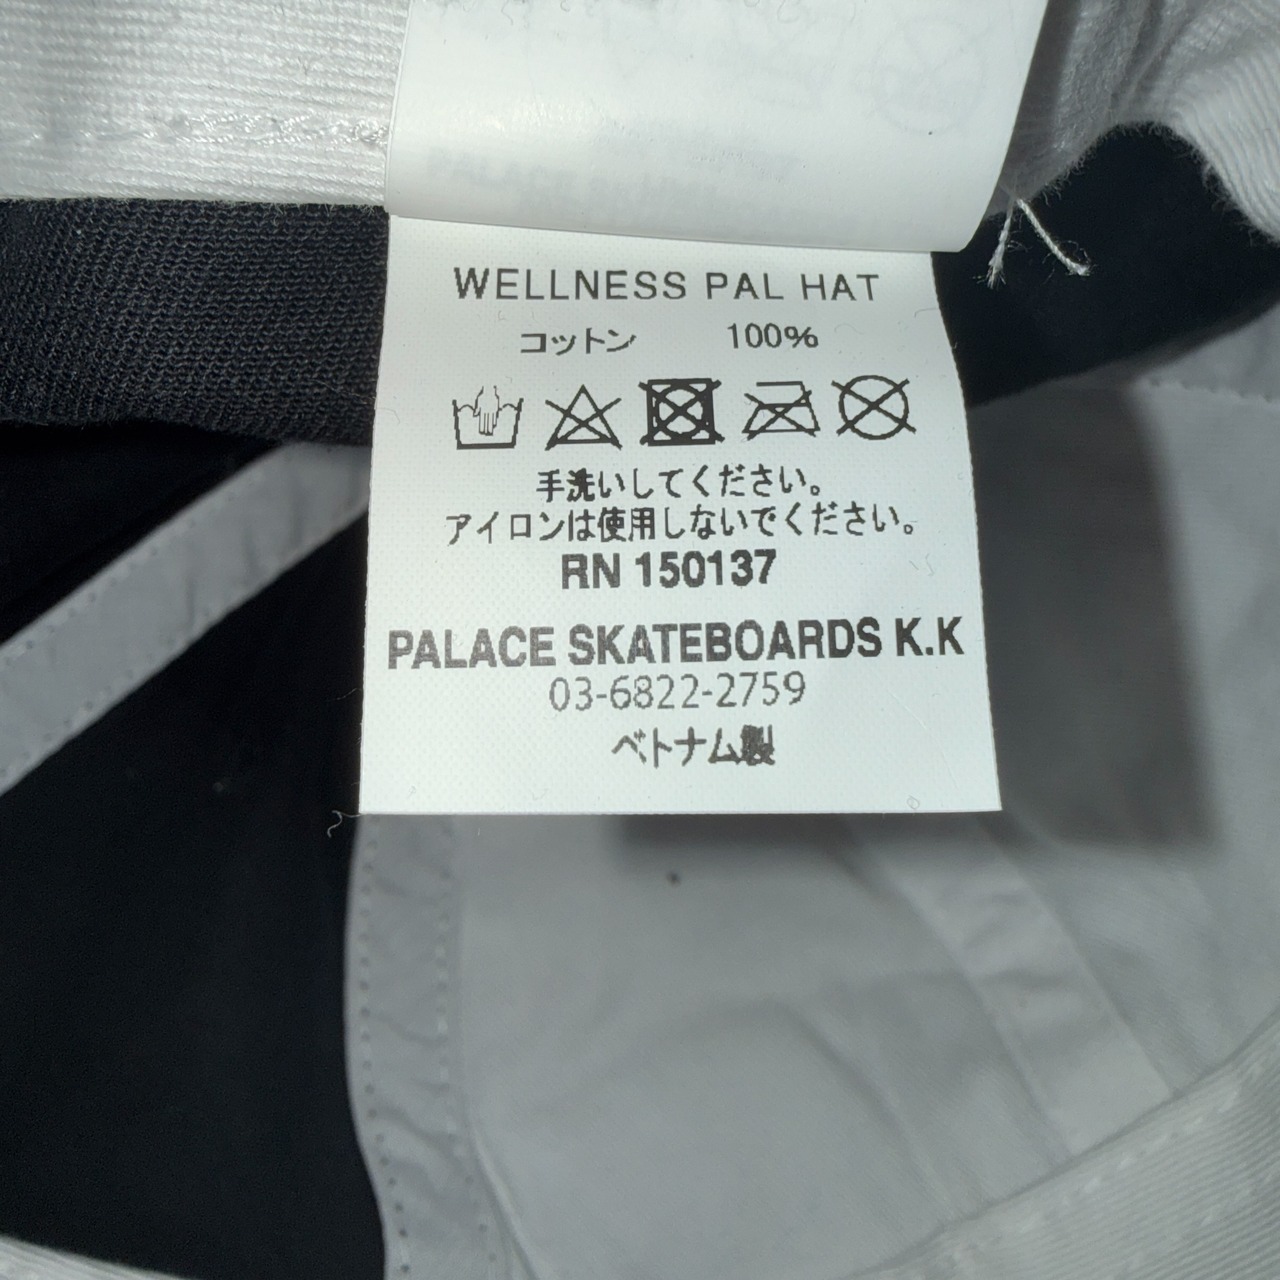 WELLNESS PAL HAT
コットン 100%
手洗いしてください。
アイロンは使用しないでください。
RN 150137
PALACE SKATEBOARDS K.K
03-6822-2759
ベトナム製